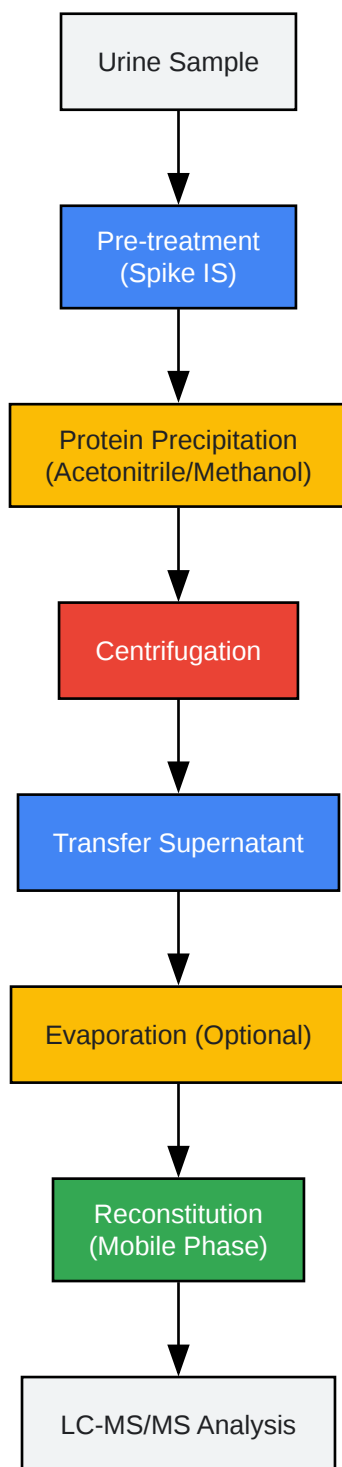 Urine Sample
Pre-treatment
(Spike IS)
Protein Precipitation
(Acetonitrile/Methanol)
Centrifugation
Transfer Supernatant
Evaporation (Optional)
Reconstitution
(Mobile Phase)
LC-MS/MS Analysis